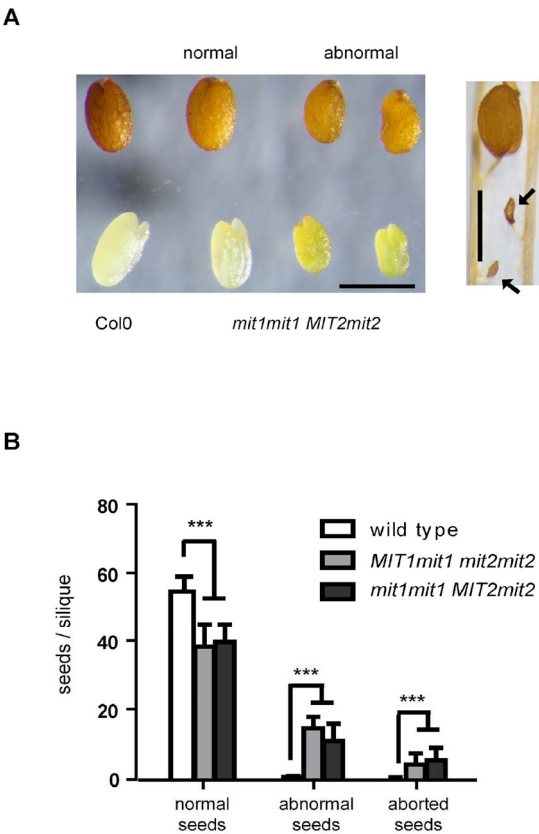 A
normal abnormal
Col0 mit1mit1 MIT2mit2
B
80
60
40
20
0
seeds / silique
***
***
***
wild type
MIT1mit1 mit2mit2
mit1mit1 MIT2mit2
normal
seeds
abnormal
seeds
aborted
seeds